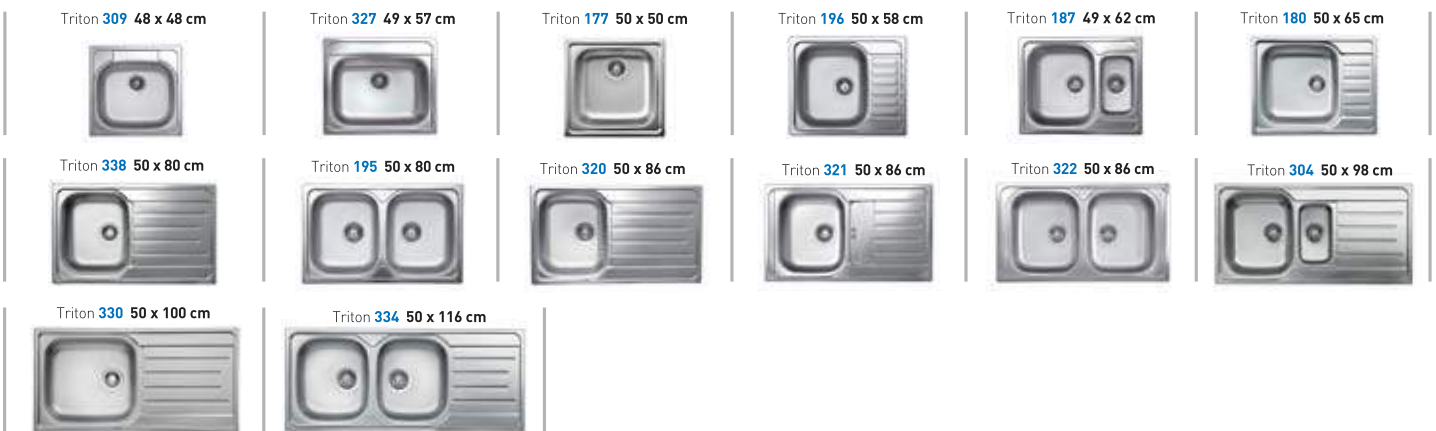 Triton 309 48 x 48 cm
Triton 327 49 x 57 cm
Triton 177 50 x 50 cm
Triton 196 50 x 58 cm
Triton 187 49 x 62 cm
Triton 180 50 x 65 cm
Triton 338 50 x 80 cm
Triton 195 50 x 80 cm
Triton 320 50 x 86 cm
Triton 321 50 x 86 cm
Triton 322 50 x 86 cm
Triton 304 50 x 98 cm
Triton 330 50 x 100 cm
Triton 334 50 x 116 cm